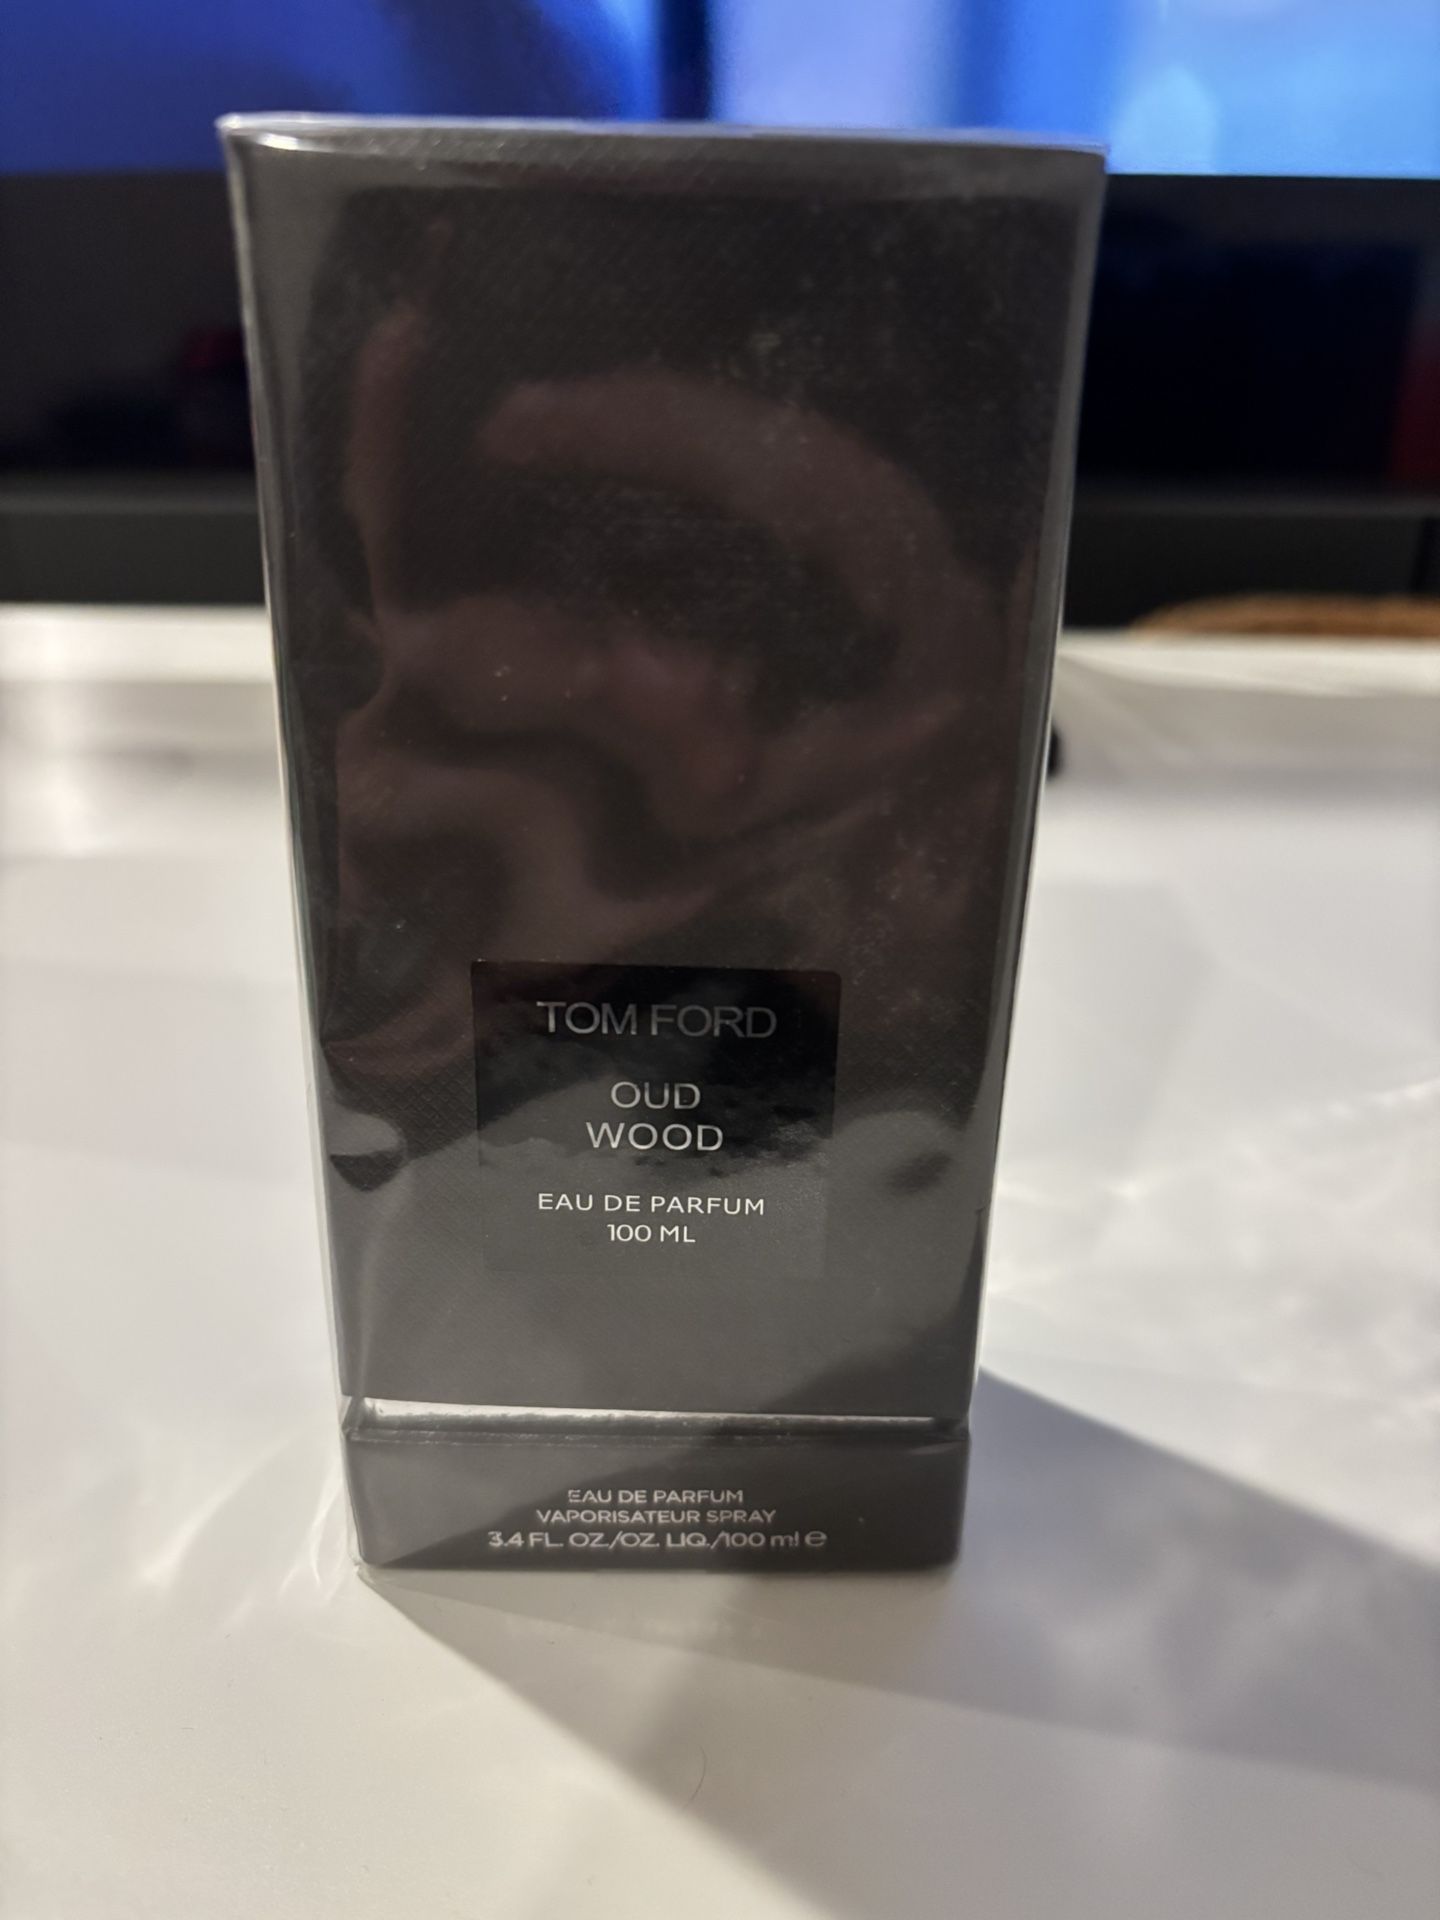 TOM FORD
OUD
WOOD
EAU DE PARFUM
100 ML
EAU DE PARFUM
VAPORISATEUR SPRAY
3.4 FL. OZ./OZ. LIQ./100 ml ℮